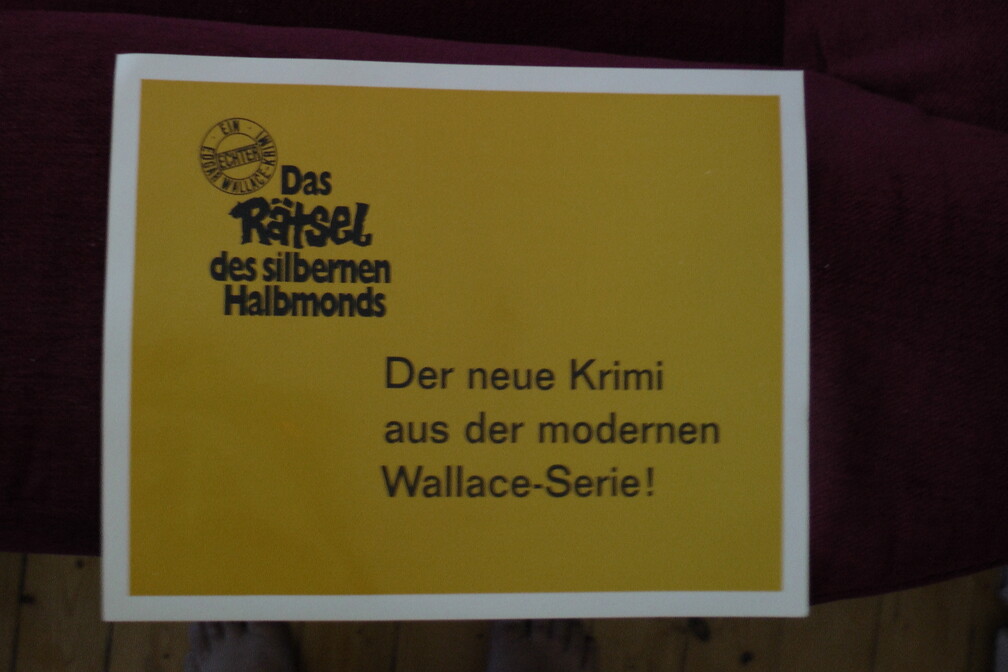 EIN
ECHTER
EDGAR WALLACE-KRIMI
Das
Rätsel
des silbernen
Halbmonds
Der neue Krimi
aus der modernen
Wallace-Serie!